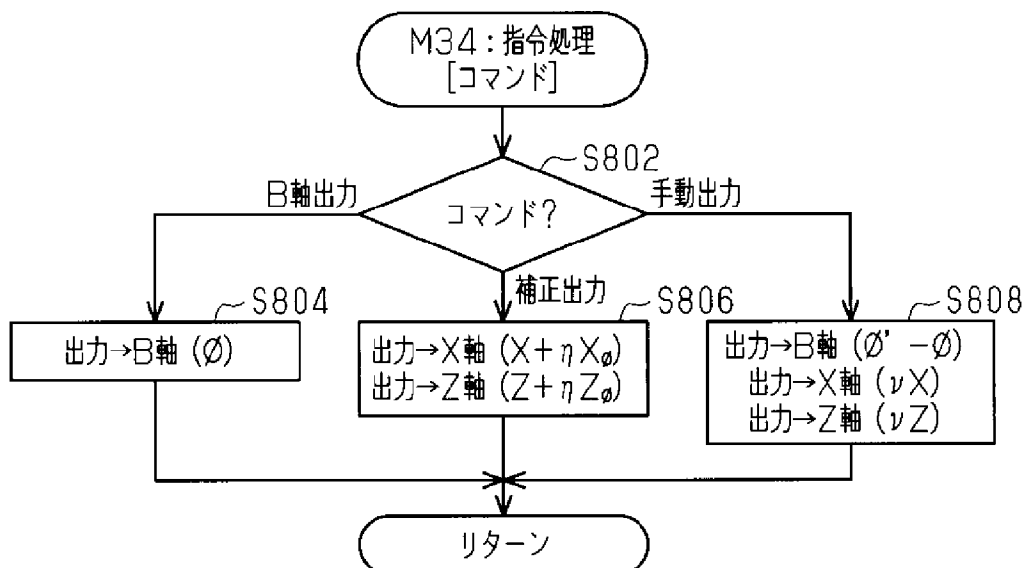 M34:指令処理
[コマンド]
S802
B軸出力
コマンド?
手動出力
補正出力
S804
出力→B軸(Ø)
S806
出力→X軸(X+ηXø)
出力→Z軸(Z+ηZø)
S808
出力→B軸(Ø'-Ø)
出力→X軸(νX)
出力→Z軸(νZ)
リターン